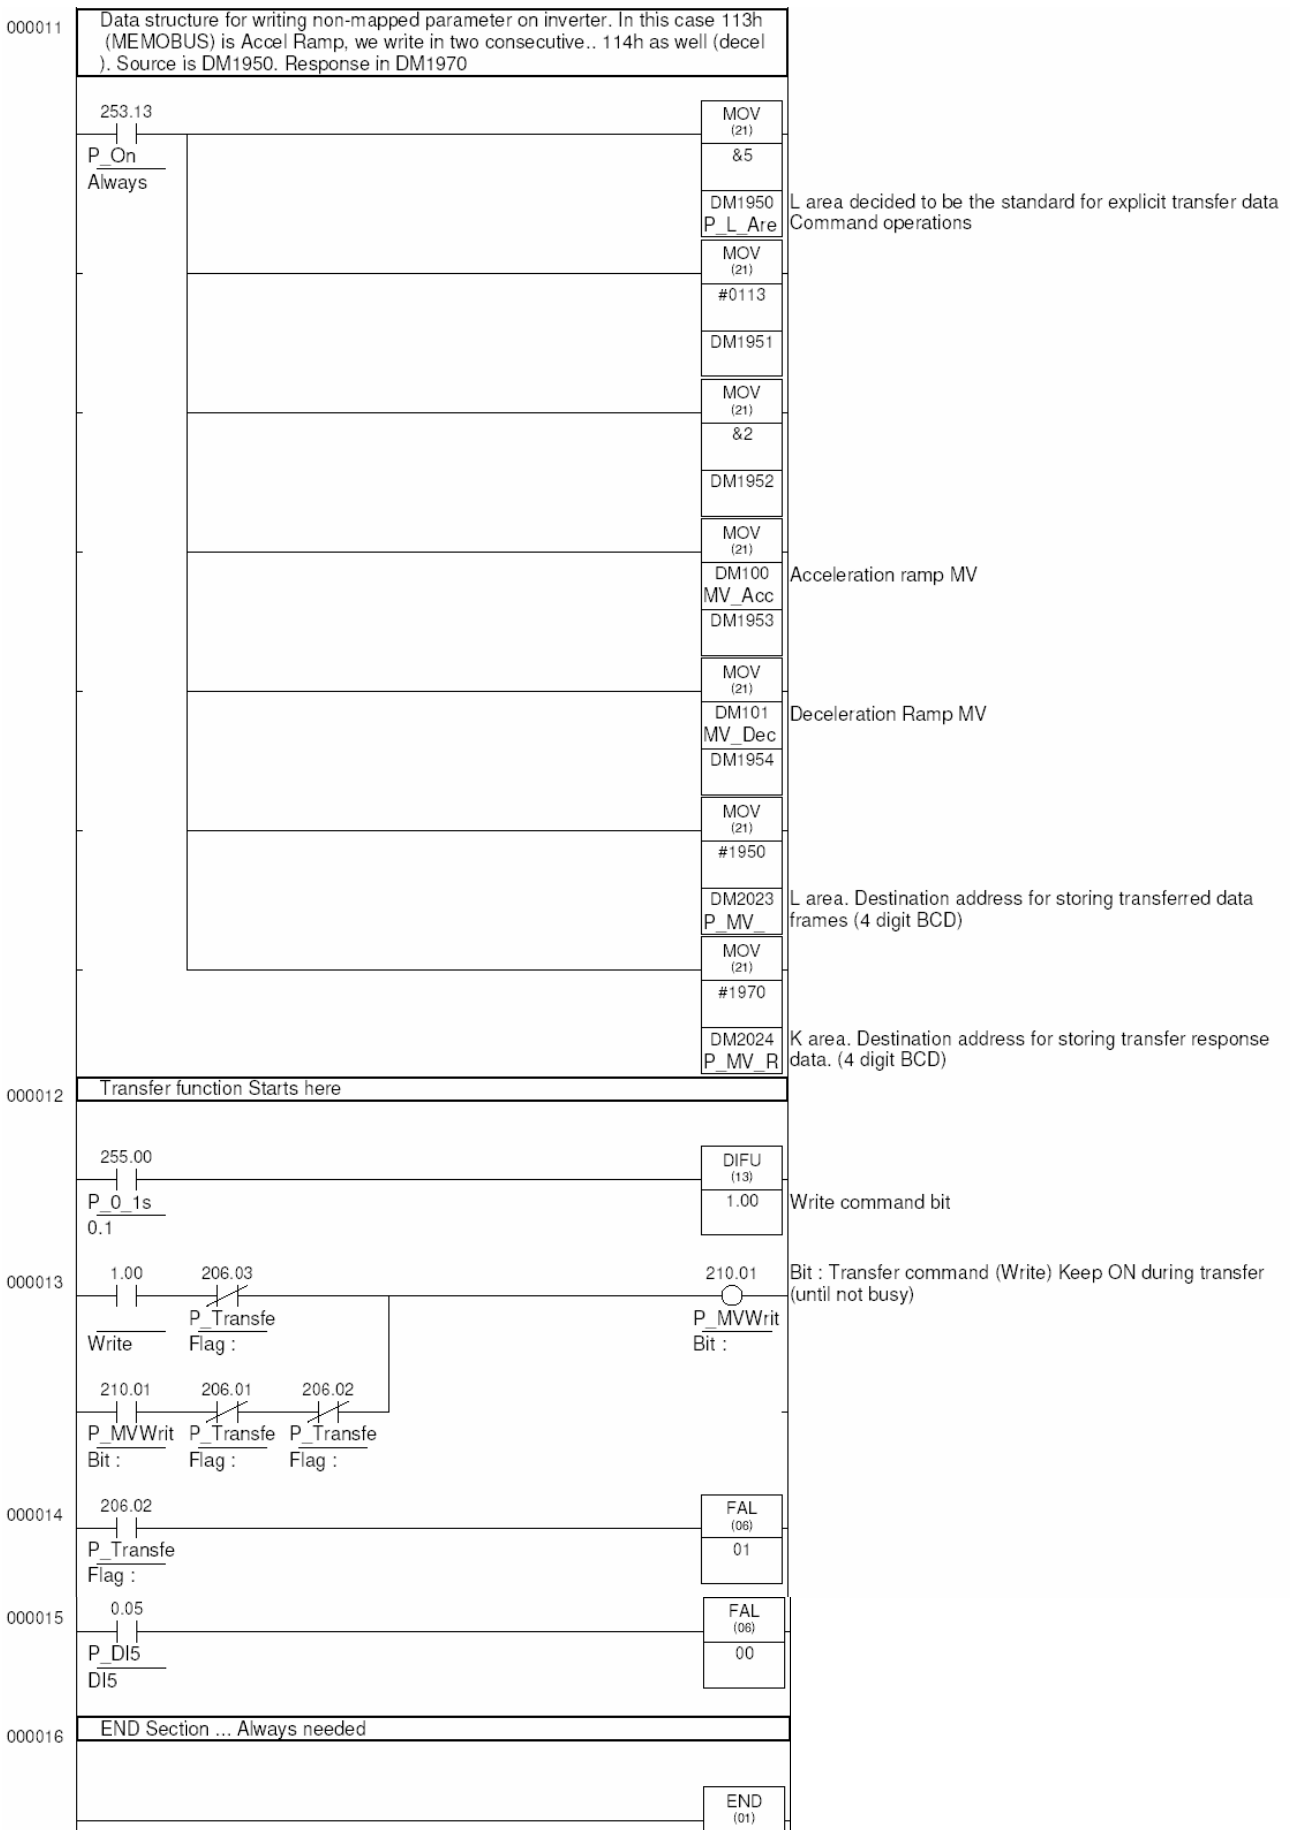 000011
Data structure for writing non-mapped parameter on inverter. In this case 113h
(MEMOBUS) is Accel Ramp, we write in two consecutive.. 114h as well (decel
). Source is DM1950. Response in DM1970
253.13
P_On
Always
MOV
(21)
&5
DM1950
P_L_Are
L area decided to be the standard for explicit transfer data
Command operations
MOV
(21)
#0113
DM1951
MOV
(21)
&2
DM1952
MOV
(21)
DM100
MV_Acc
Acceleration ramp MV
DM1953
MOV
(21)
DM101
MV_Dec
Deceleration Ramp MV
DM1954
MOV
(21)
#1950
DM2023
P_MV_
L area. Destination address for storing transferred data
frames (4 digit BCD)
MOV
(21)
#1970
DM2024
P_MV_R
K area. Destination address for storing transfer response
data. (4 digit BCD)
000012
Transfer function Starts here
255.00
P_0_1s
0.1
DIFU
(13)
1.00
Write command bit
000013
1.00
Write
206.03
P_Transfe
Flag :
210.01
P_MVWrit
Bit :
Bit : Transfer command (Write) Keep ON during transfer
(until not busy)
210.01
P_MVWrit
Bit :
206.01
P_Transfe
Flag :
206.02
P_Transfe
Flag :
000014
206.02
P_Transfe
Flag :
FAL
(06)
01
000015
0.05
P_DI5
DI5
FAL
(06)
00
000016
END Section ... Always needed
END
(01)